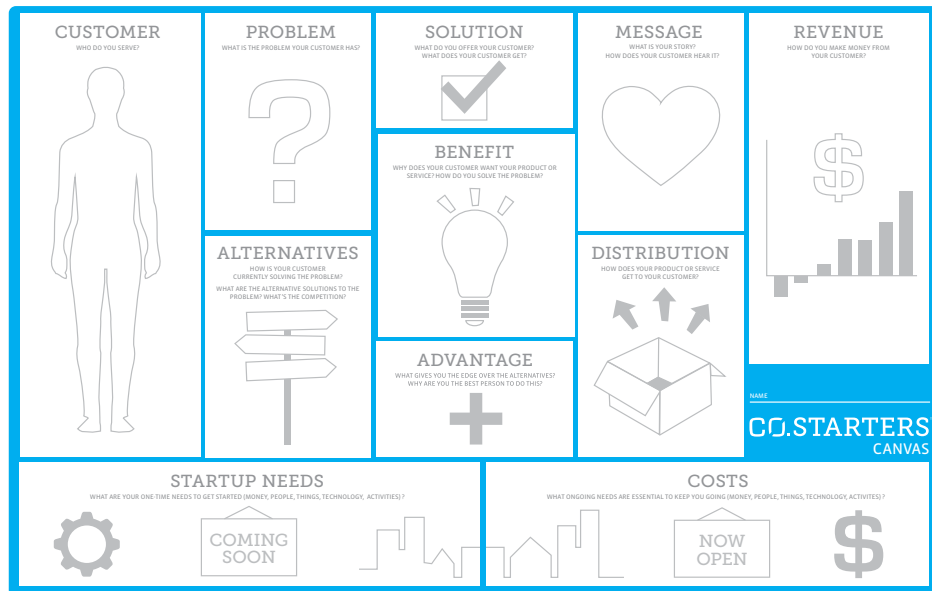 CUSTOMER
WHO DO YOU SERVE?
PROBLEM
WHAT IS THE PROBLEM YOUR CUSTOMER HAS?
ALTERNATIVES
HOW IS YOUR CUSTOMER
CURRENTLY SOLVING THE PROBLEM?
WHAT ARE THE ALTERNATIVE SOLUTIONS TO THE
PROBLEM? WHAT'S THE COMPETITION?
SOLUTION
WHAT DO YOU OFFER YOUR CUSTOMER?
WHAT DOES YOUR CUSTOMER GET?
BENEFIT
WHY DOES YOUR CUSTOMER WANT YOUR PRODUCT OR
SERVICE? HOW DO YOU SOLVE THE PROBLEM?
ADVANTAGE
WHAT GIVES YOU THE EDGE OVER THE ALTERNATIVES?
WHY ARE YOU THE BEST PERSON TO DO THIS?
MESSAGE
WHAT IS YOUR STORY?
HOW DOES YOUR CUSTOMER HEAR IT?
DISTRIBUTION
HOW DOES YOUR PRODUCT OR SERVICE
GET TO YOUR CUSTOMER?
REVENUE
HOW DO YOU MAKE MONEY FROM
YOUR CUSTOMER?
$
NAME
CO.STARTERS
CANVAS
STARTUP NEEDS
WHAT ARE YOUR ONE-TIME NEEDS TO GET STARTED (MONEY, PEOPLE, THINGS, TECHNOLOGY, ACTIVITIES) ?
COMING
SOON
COSTS
WHAT ONGOING NEEDS ARE ESSENTIAL TO KEEP YOU GOING (MONEY, PEOPLE, THINGS, TECHNOLOGY, ACTIVITES) ?
NOW
OPEN
$